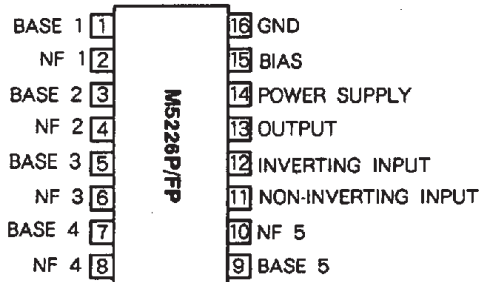 BASE 1 1 16 GND
NF 1 2 15 BIAS
BASE 2 3 14 POWER SUPPLY
NF 2 4 13 OUTPUT
BASE 3 5 12 INVERTING INPUT
NF 3 6 11 NON-INVERTING INPUT
BASE 4 7 10 NF 5
NF 4 8 9 BASE 5
M5226P/FP